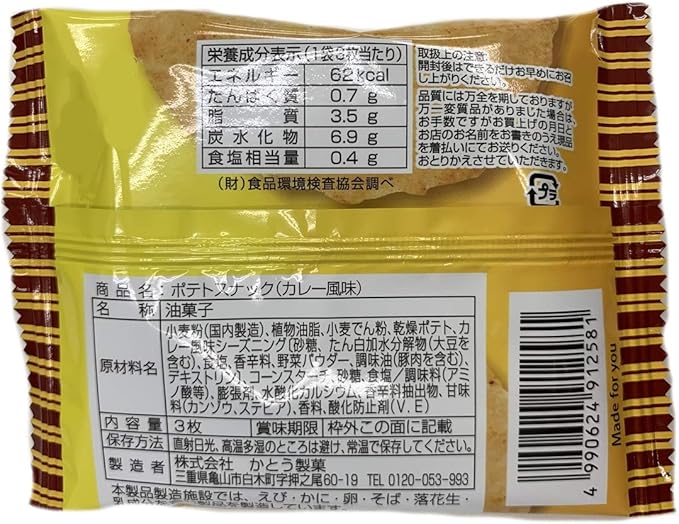 栄養成分表示(1袋3枚当たり)
エネルギー 62kcal
たんぱく質 0.7 g
脂 質 3.5 g
炭水化物 6.9 g
食塩相当量 0.4 g
(財)食品環境検査協会調べ
取扱上の注意
開封後はできるだけお早めにお召
し上がりください。
品質には万全を期しておりますが
万一変質品がありました場合は、
お手数ですがお買上げの月日と
お店のお名前をお書きのうえ現品
を着払いにてお送りください。
おとりかえさせていただきます。
プラ
商品名:ポテトスナック(カレー風味)
名 称 油菓子
原材料名
小麦粉(国内製造)、植物油脂、小麦でん粉、乾燥ポテト、カ
レー風味シーズニング(砂糖、たん白加水分解物(大豆を
含む)、食塩、香辛料、野菜パウダー、調味油(豚肉を含む)、
デキストリン)、コーンスターチ、砂糖、食塩/調味料(アミ
ノ酸等)、膨張剤、水酸化カルシウム、香辛料抽出物、甘味
料(カンゾウ、ステビア)、香料、酸化防止剤(V.E)
内容量 3枚 賞味期限 枠外この面に記載
保存方法 直射日光、高温多湿のところは避け、常温で保存してください。
製造者 株式会社 かとう製菓
三重県亀山市白木町字押之尾60-19 TEL 0120-053-993
本製品製造施設では、えび・かに・卵・そば・落花生・
4 990624 912581
Made for you